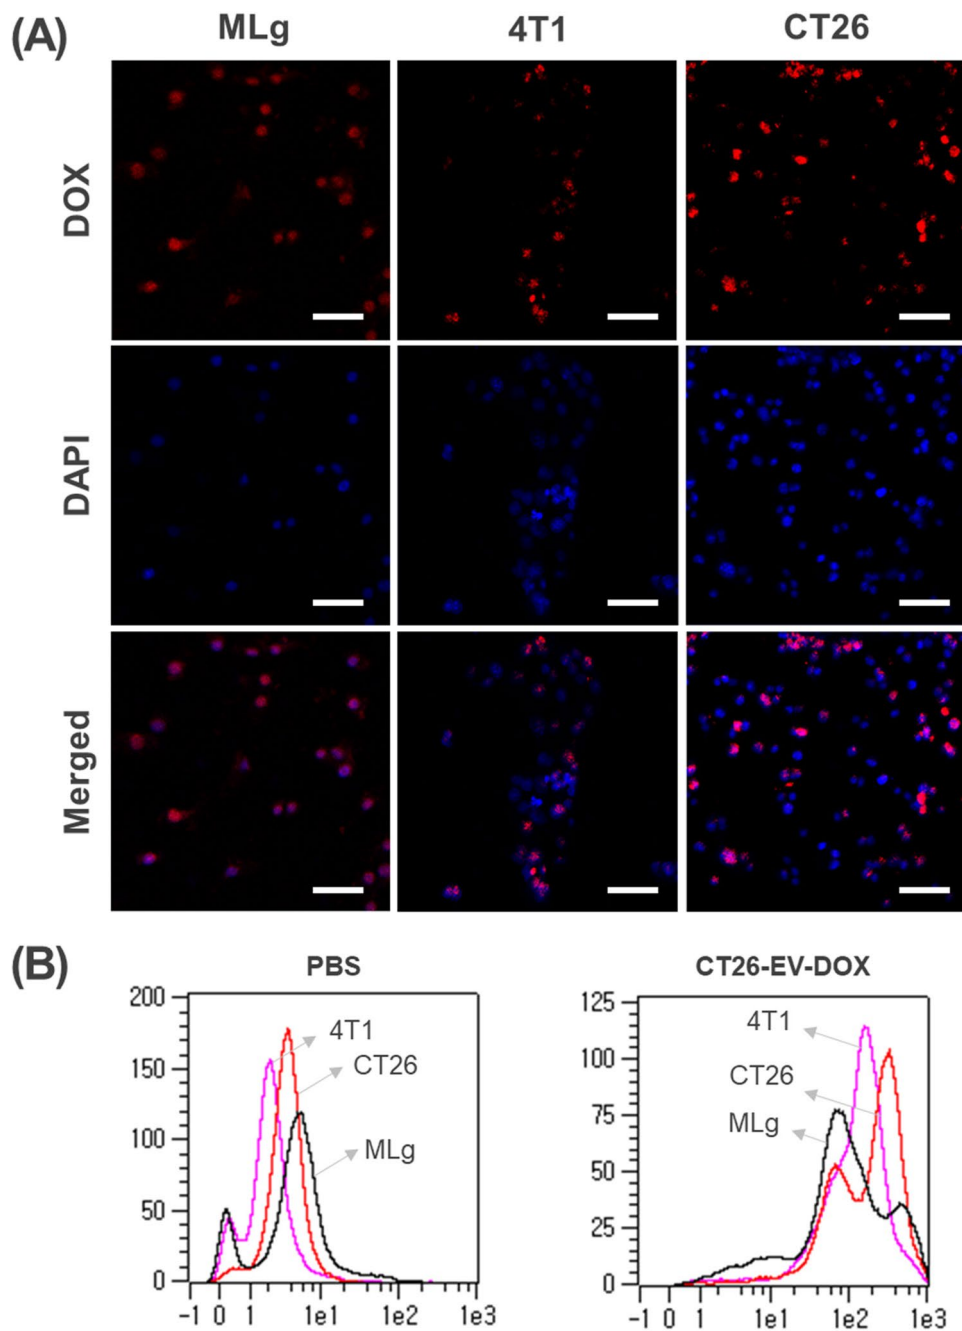 (A)
MLg 4T1 CT26
DOX
DAPI
Merged
(B)
PBS CT26-EV-DOX
200
150
100
50
0
4T1
CT26
MLg
-1 0 1 1e1 1e2 1e3
125
100
75
50
25
0
4T1
CT26
MLg
-1 0 1 1e1 1e2 1e3